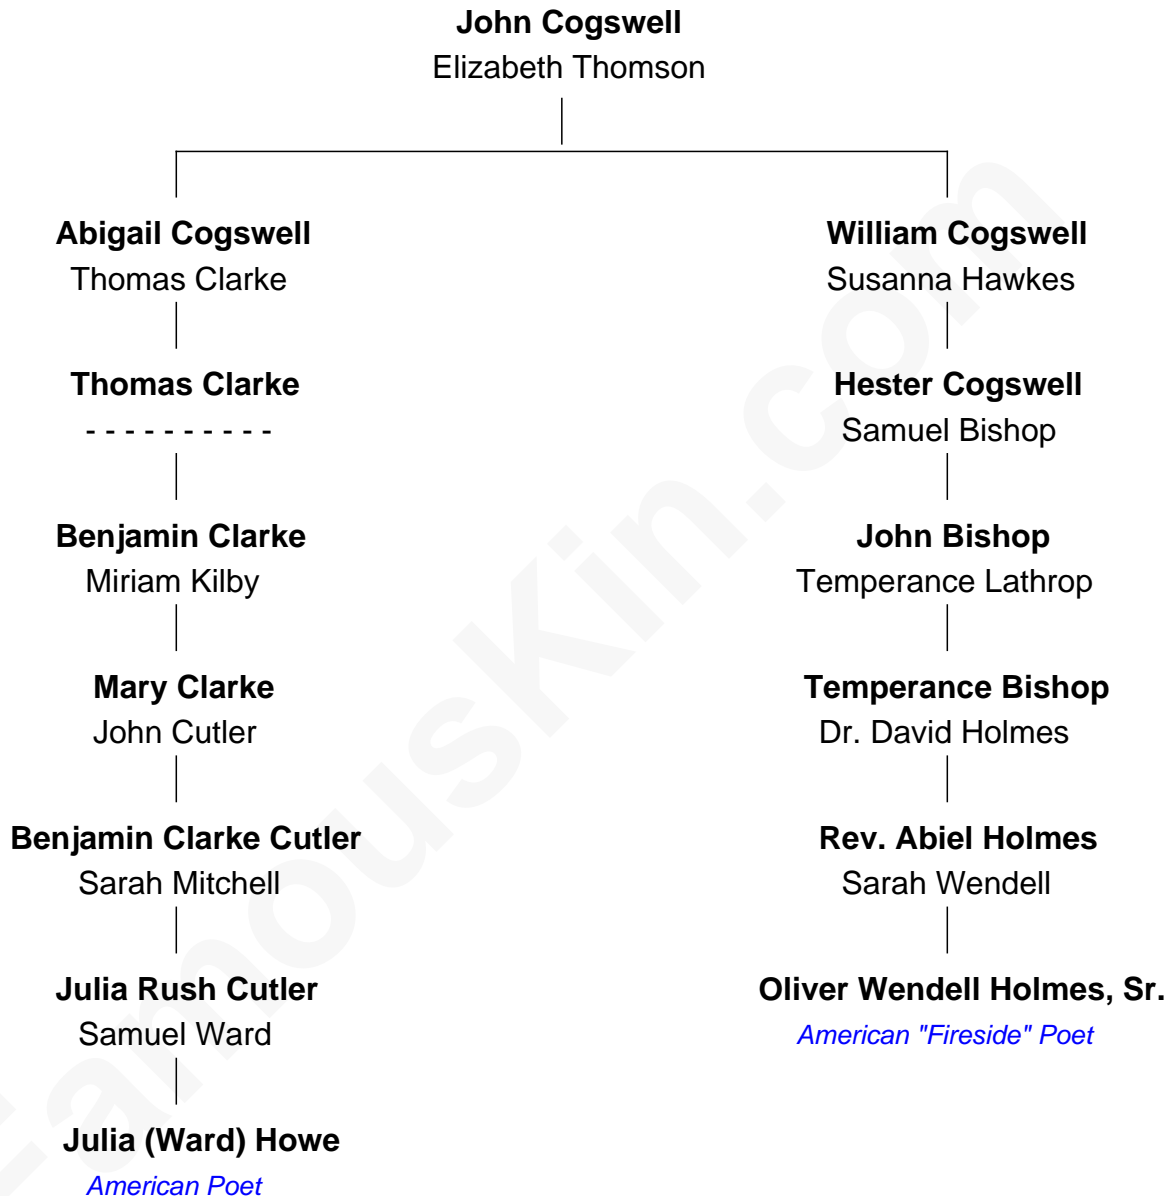 John Cogswell
Elizabeth Thomson
Abigail Cogswell
Thomas Clarke
William Cogswell
Susanna Hawkes
Thomas Clarke
- - - - - - - - - -
Hester Cogswell
Samuel Bishop
Benjamin Clarke
Miriam Kilby
John Bishop
Temperance Lathrop
Mary Clarke
John Cutler
Temperance Bishop
Dr. David Holmes
Benjamin Clarke Cutler
Sarah Mitchell
Rev. Abiel Holmes
Sarah Wendell
Julia Rush Cutler
Samuel Ward
Oliver Wendell Holmes, Sr.
American "Fireside" Poet
Julia (Ward) Howe
American Poet
FamousKin.com